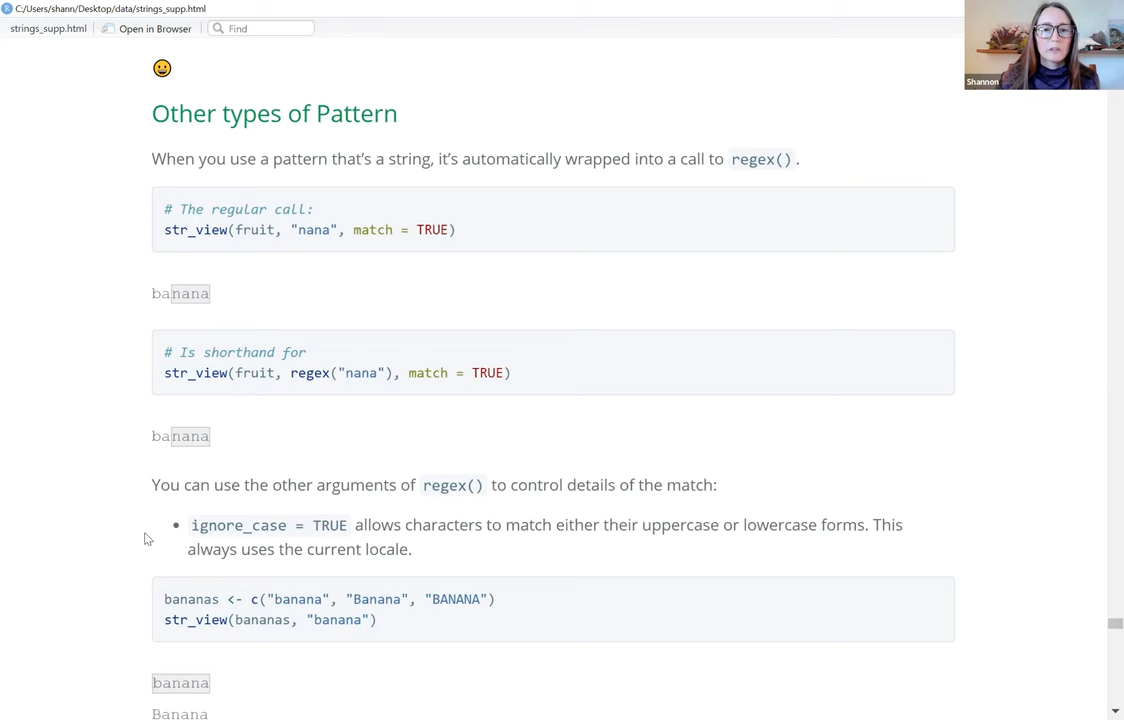 C:/Users/shann/Desktop/data/strings_supp.html
strings_supp.html Open in Browser Find
Shannon
Other types of Pattern
When you use a pattern that's a string, it's automatically wrapped into a call to regex().
# The regular call:
str_view(fruit, "nana", match = TRUE)
banana
# Is shorthand for
str_view(fruit, regex("nana"), match = TRUE)
banana
You can use the other arguments of regex() to control details of the match:
• ignore_case = TRUE allows characters to match either their uppercase or lowercase forms. This
always uses the current locale.
bananas <- c("banana", "Banana", "BANANA")
str_view(bananas, "banana")
banana
Banana